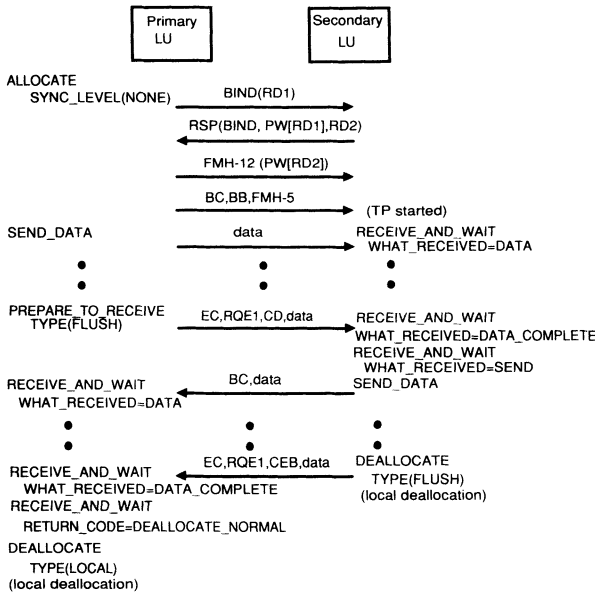 Primary
LU
Secondary
LU
ALLOCATE
SYNC_LEVEL(NONE)
BIND(RD1)
RSP(BIND, PW[RD1],RD2)
FMH-12 (PW[RD2])
BC,BB,FMH-5
(TP started)
SEND_DATA
data
RECEIVE_AND_WAIT
WHAT_RECEIVED=DATA
PREPARE_TO_RECEIVE
TYPE(FLUSH)
EC,RQE1,CD,data
RECEIVE_AND_WAIT
WHAT_RECEIVED=DATA_COMPLETE
RECEIVE_AND_WAIT
WHAT_RECEIVED=SEND
RECEIVE_AND_WAIT
WHAT_RECEIVED=DATA
BC,data
SEND_DATA
RECEIVE_AND_WAIT
WHAT_RECEIVED=DATA_COMPLETE
EC,RQE1,CEB,data
DEALLOCATE
TYPE(FLUSH)
(local deallocation)
RECEIVE_AND_WAIT
RETURN_CODE=DEALLOCATE_NORMAL
DEALLOCATE
TYPE(LOCAL)
(local deallocation)